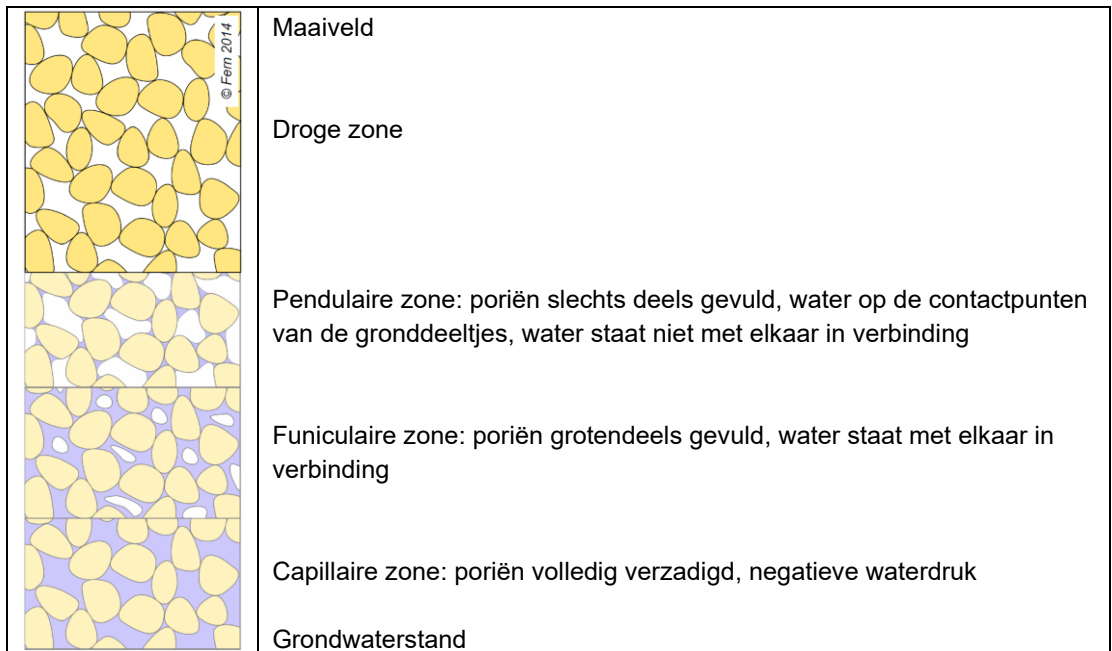 © Fern 2014
Maaiveld
Droge zone
Pendulaire zone: poriën slechts deels gevuld, water op de contactpunten
van de gronddeeltjes, water staat niet met elkaar in verbinding
Funiculaire zone: poriën grotendeels gevuld, water staat met elkaar in
verbinding
Capillaire zone: poriën volledig verzadigd, negatieve waterdruk
Grondwaterstand